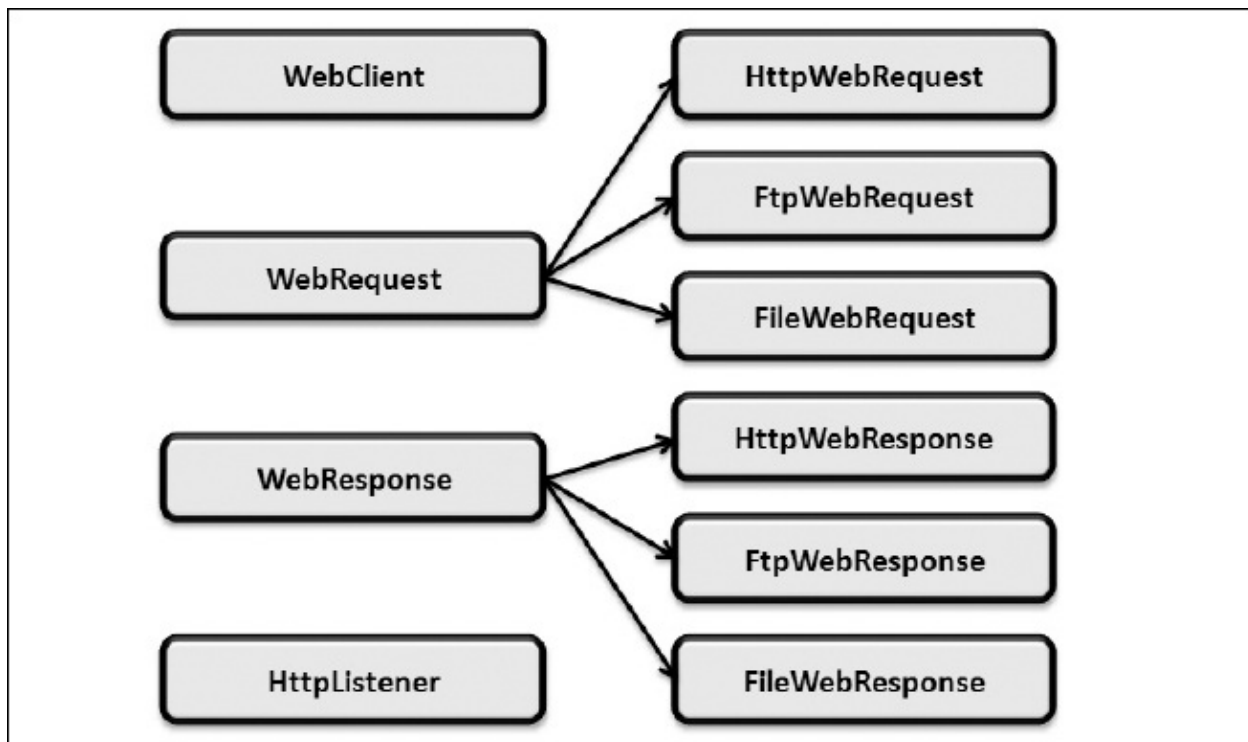 WebClient
HttpWebRequest
FtpWebRequest
WebRequest
FileWebRequest
HttpWebResponse
WebResponse
FtpWebResponse
HttpListener
FileWebResponse